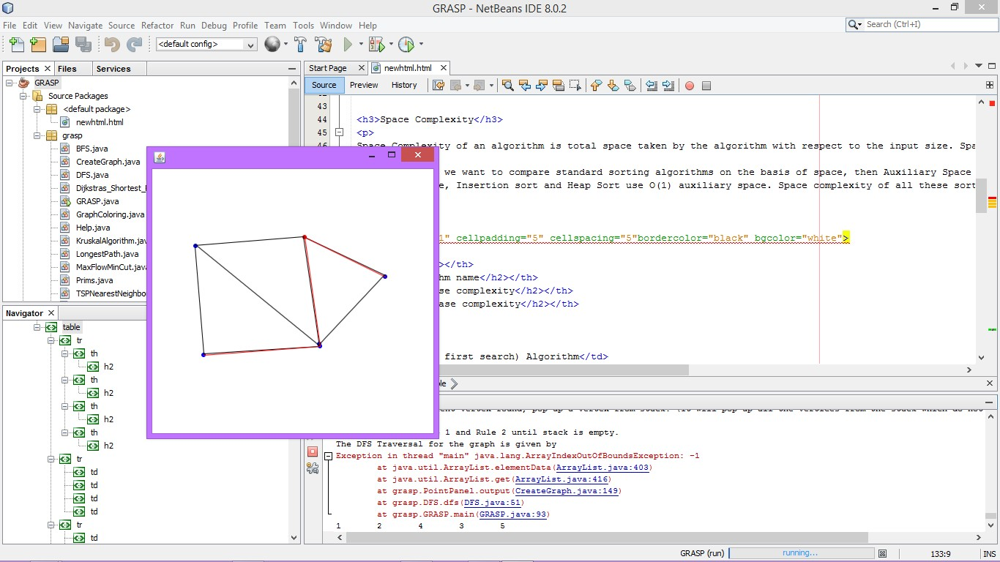 GRASP - NetBeans IDE 8.0.2
File Edit View Navigate Source Refactor Run Debug Profile Team Tools Window Help
Search (Ctrl+I)
<default config>
Projects Files Services
GRASP
Source Packages
<default package>
newhtml.html
grasp
BFS.java
CreateGraph.java
DFS.java
Dijkstras_Shortest_
GRASP.java
GraphColoring.java
Help.java
KruskalAlgorithm.jav
LongestPath.java
MaxFlowMinCut.java
Prims.java
TSPNearestNeighbo
Navigator
table
tr
th
h2
th
h2
th
h2
th
h2
tr
td
td
td
td
tr
td
Start Page newhtml.html
Source Preview History
43
44 <h3>Space Complexity</h3>
45 <p>
46 Space Complexity of an algorithm is total space taken by the algorithm with respect to the input size. Spa
we want to compare standard sorting algorithms on the basis of space, then Auxiliary Space
e, Insertion sort and Heap Sort use O(1) auxiliary space. Space complexity of all these sort
1" cellpadding="5" cellspacing="5"bordercolor="black" bgcolor="white">
></th>
hm name</h2></th>
se complexity</h2></th>
ase complexity</h2></th>
first search) Algorithm</td>
ble
1 and Rule 2 until stack is empty.
The DFS Traversal for the graph is given by
Exception in thread "main" java.lang.ArrayIndexOutOfBoundsException: -1
at java.util.ArrayList.elementData(ArrayList.java:403)
at java.util.ArrayList.get(ArrayList.java:416)
at grasp.PointPanel.output(CreateGraph.java:149)
at grasp.DFS.dfs(DFS.java:51)
at grasp.GRASP.main(GRASP.java:93)
1 2 4 3 5
GRASP (run) running... 133:9 INS